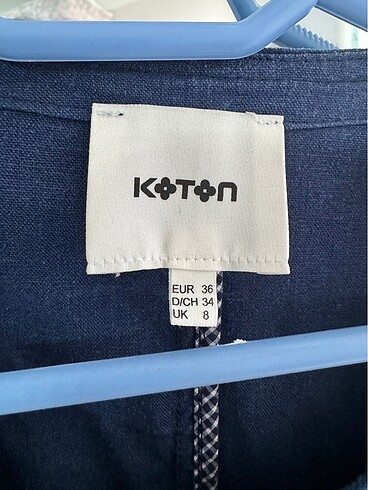 KOTON
EUR 36
D/CH 34
UK 8